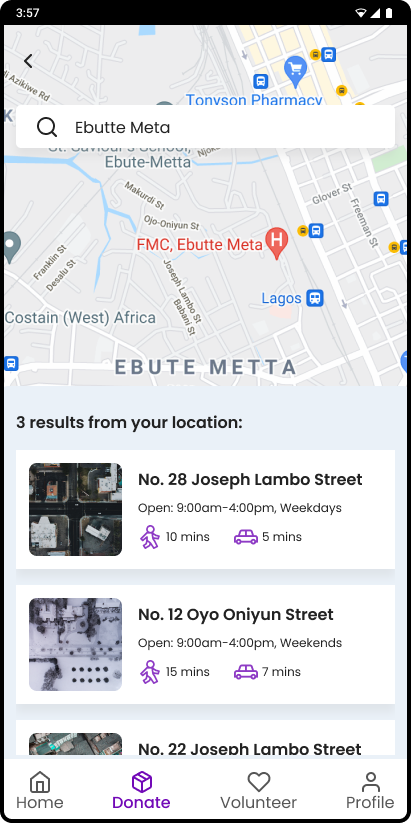 3:57
i Azikiwe Rd
Tonyson Pharmacy
Ebutte Meta
St. Saviour's School,
Ebute-Metta
Makurdi St
Ojo-Oniyun St
Glover St
Freeman St
FMC, Ebutte Meta
H
Franklin St
Desalu St
Joseph Lambo St
Babani St
Lagos
Costain (West) Africa
EBUTE METTA
3 results from your location:
No. 28 Joseph Lambo Street
Open: 9:00am-4:00pm, Weekdays
10 mins 5 mins
No. 12 Oyo Oniyun Street
Open: 9:00am-4:00pm, Weekends
15 mins 7 mins
No. 22 Joseph Lambo Street
Home Donate Volunteer Profile